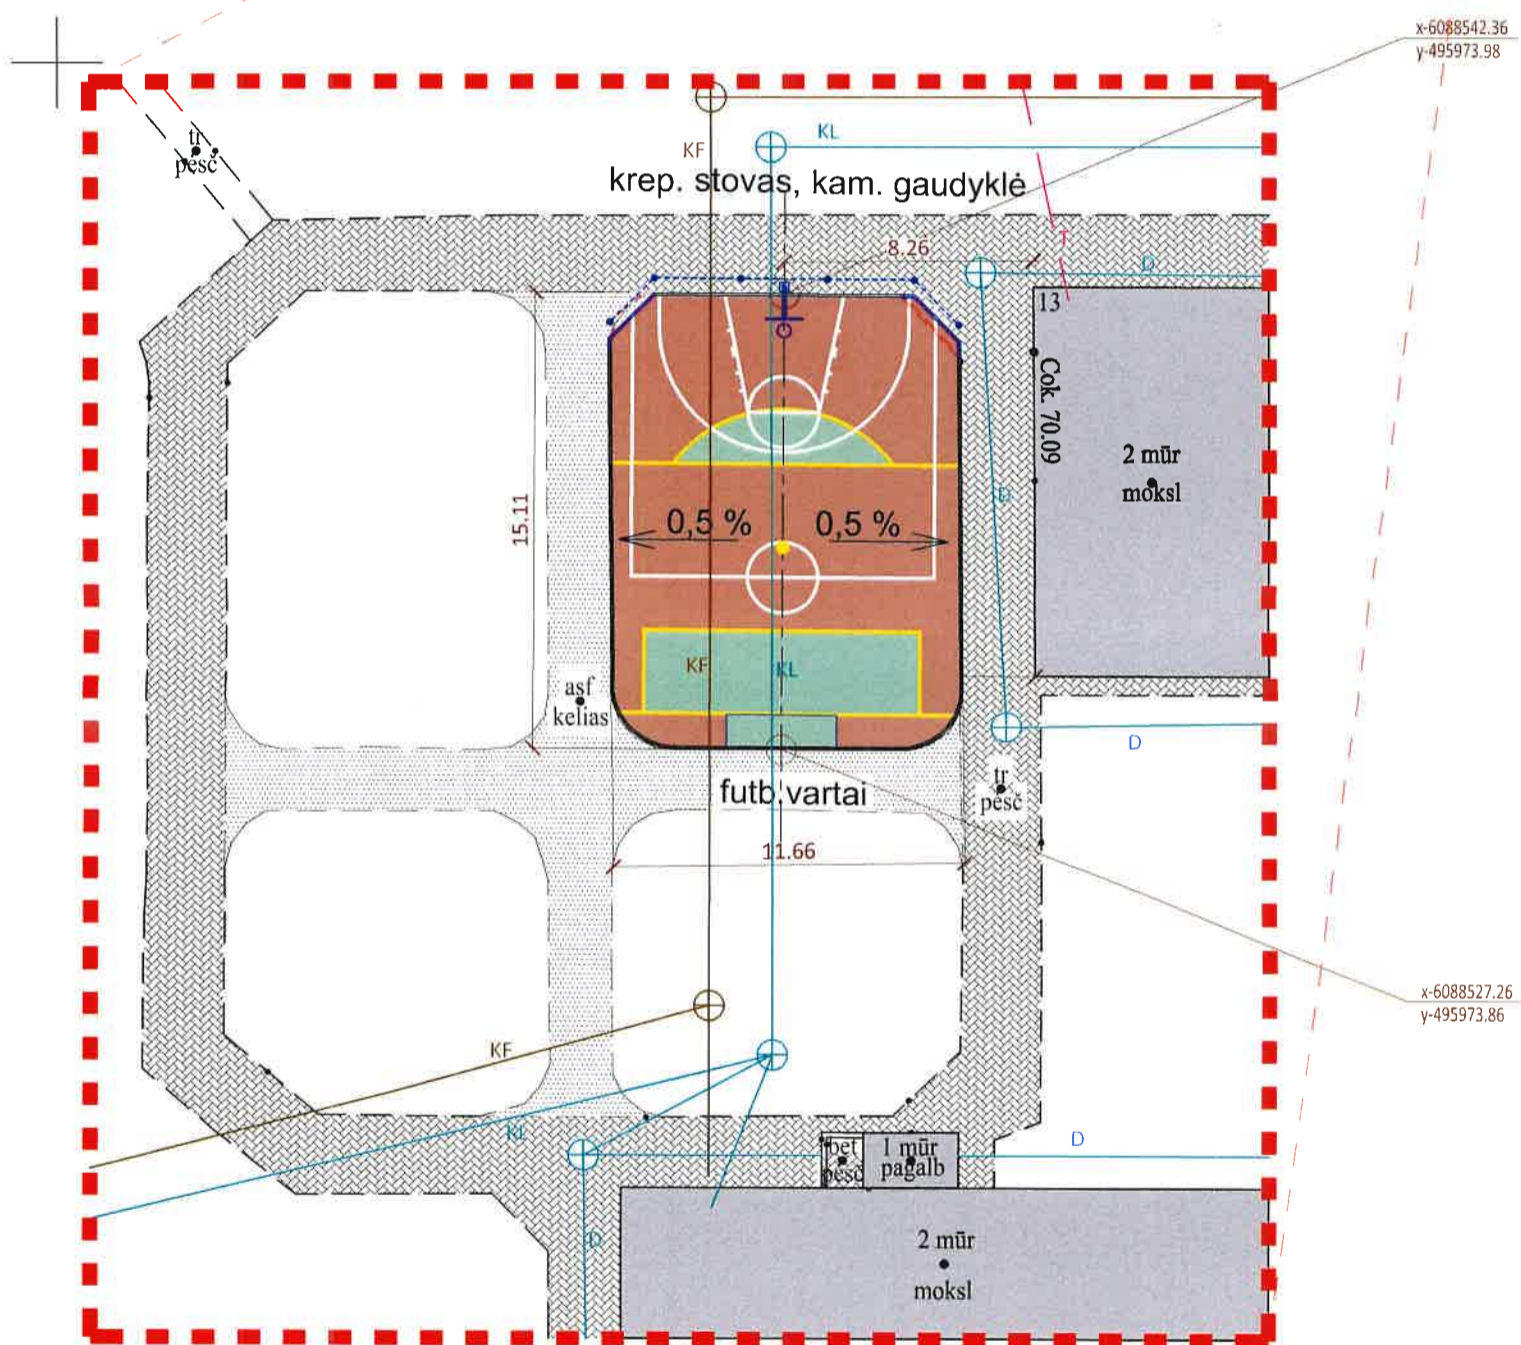 x-6088542.36
y-495973.98
tr
pėsč
KF
KL
krep. stovas, kam. gaudyklė
8.26
T
D
13
Cok. 70.09
2 mūr
moksl
D
15.11
0,5 %
0,5 %
KF
KL
asf
kelias
D
tr
pėsč
futb.vartai
11.66
x-6088527.26
y-495973.86
KF
KL
bet
pėsč
1 mūr
pagalb
D
D
2 mūr
moksl